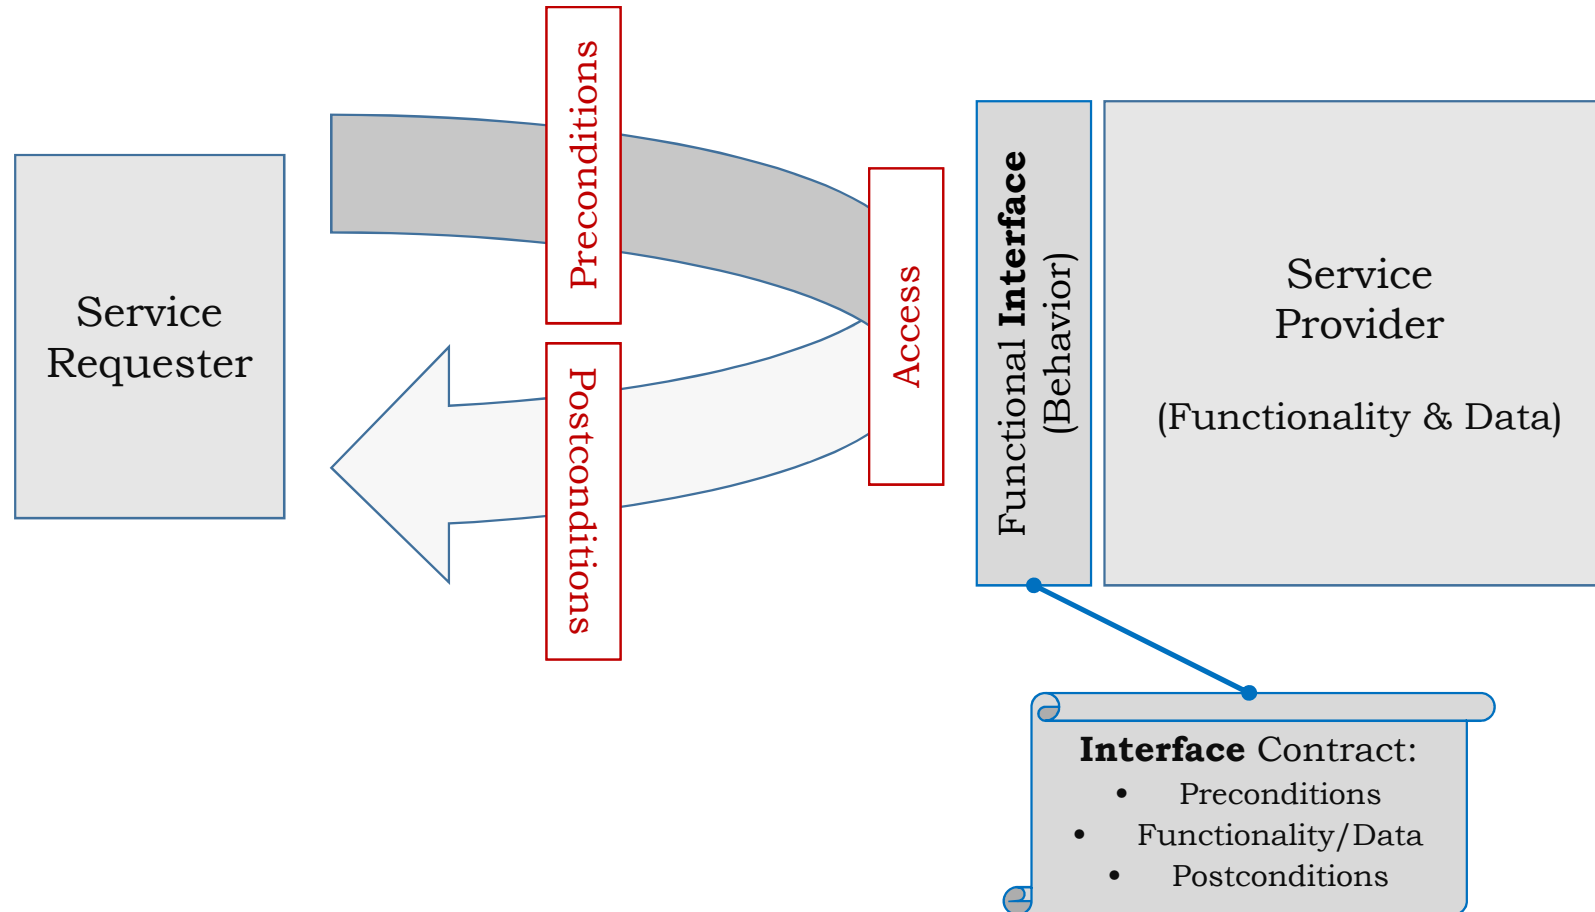 Service
Requester
Preconditions
Postconditions
Access
Functional Interface
(Behavior)
Service
Provider
(Functionality & Data)
Interface Contract:
• Preconditions
• Functionality/Data
• Postconditions